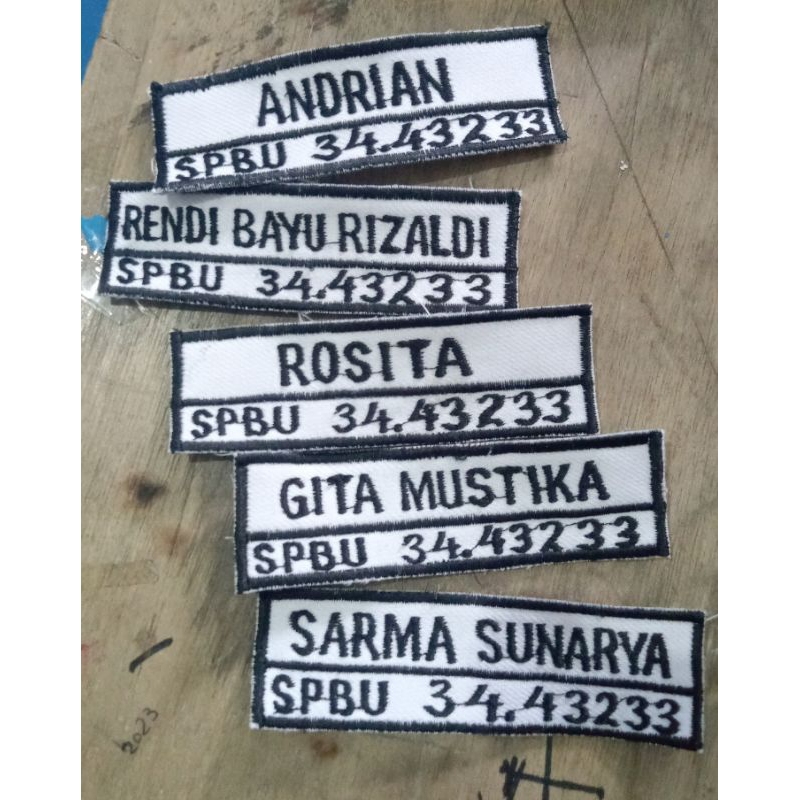 ANDRIAN
SPBU 34.43233
RENDI BAYU RIZALDI
SPBU 34.43233
ROSITA
SPBU 34.43233
GITA MUSTIKA
SPBU 34.43233
SARMA SUNARYA
SPBU 34.43233
2023